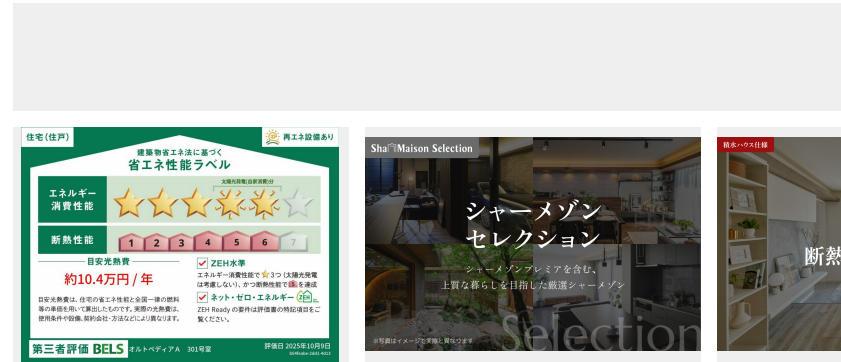 住宅(住戸)
再エネ設備あり
建築物省エネ法に基づく
省エネ性能ラベル
太陽光発電(自家消費)分
エネルギー
消費性能
断熱性能
1 2 3 4 5 6 7
目安光熱費
約10.4万円 / 年
目安光熱費は、住宅の省エネ性能と全国一律の燃料
等の単価を用いて算出したものです。実際の光熱費は、
使用条件や設備、契約会社・方法などにより異なります。
ZEH水準
エネルギー消費性能で 3つ (太陽光発電
は考慮しない)、かつ断熱性能で 5 を達成
ネット・ゼロ・エネルギー ZEH
ZEH Ready の要件は評価書の特記項目をご
覧ください。
第三者評価 BELS オルトペディアA 301号室
評価日 2025年10月9日
Sha Maison Selection
シャーメゾン
セレクション
シャーメゾンプレミアを含む、
上質な暮らしを目指した厳選シャーメゾン
※写真はイメージで実際と異なります
Selection
積水ハウス仕様
断熱